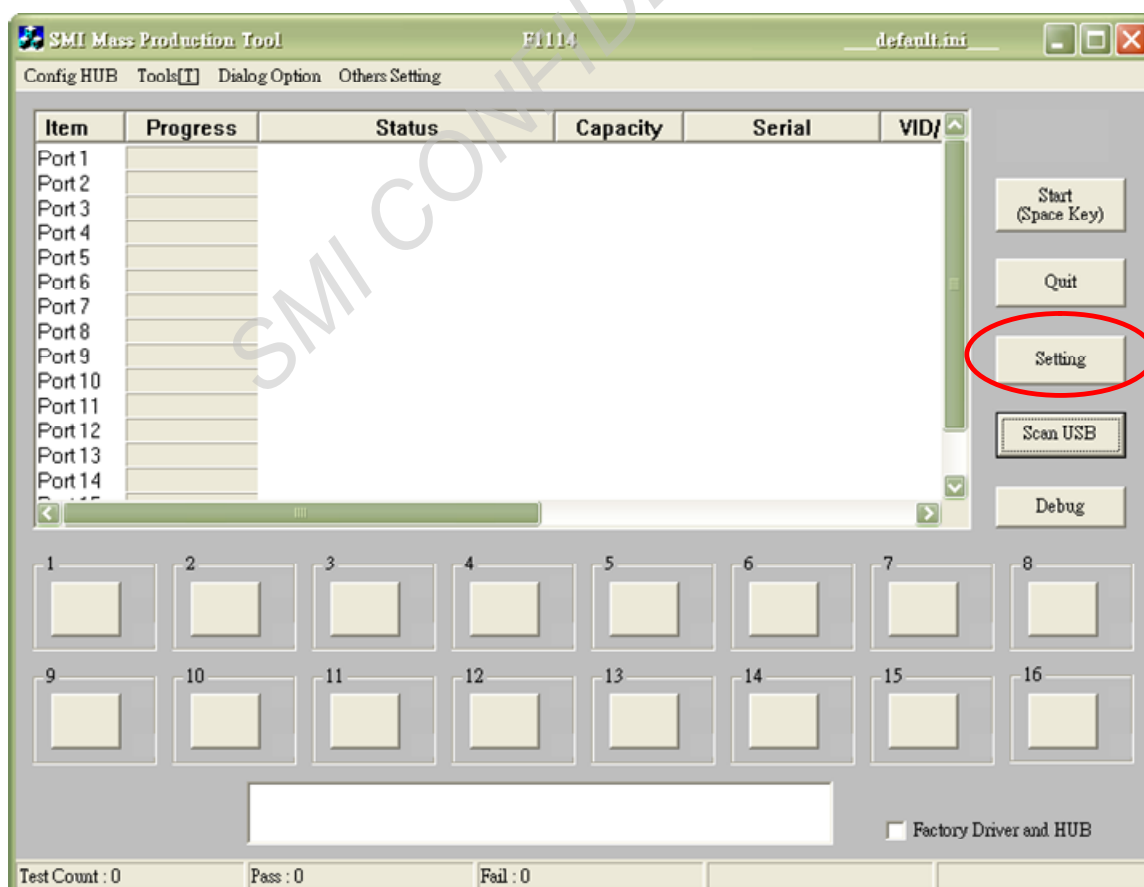 SMI Mass Production Tool F1114 __default.ini__
Config HUB Tools[T] Dialog Option Others Setting
Item Progress Status Capacity Serial VID/
Port 1
Port 2
Port 3
Port 4
Port 5
Port 6
Port 7
Port 8
Port 9
Port 10
Port 11
Port 12
Port 13
Port 14
Start
(Space Key)
Quit
Setting
Scan USB
Debug
1 2 3 4 5 6 7 8
9 10 11 12 13 14 15 16
Factory Driver and HUB
Test Count : 0 Pass : 0 Fail : 0
SMI CONFID